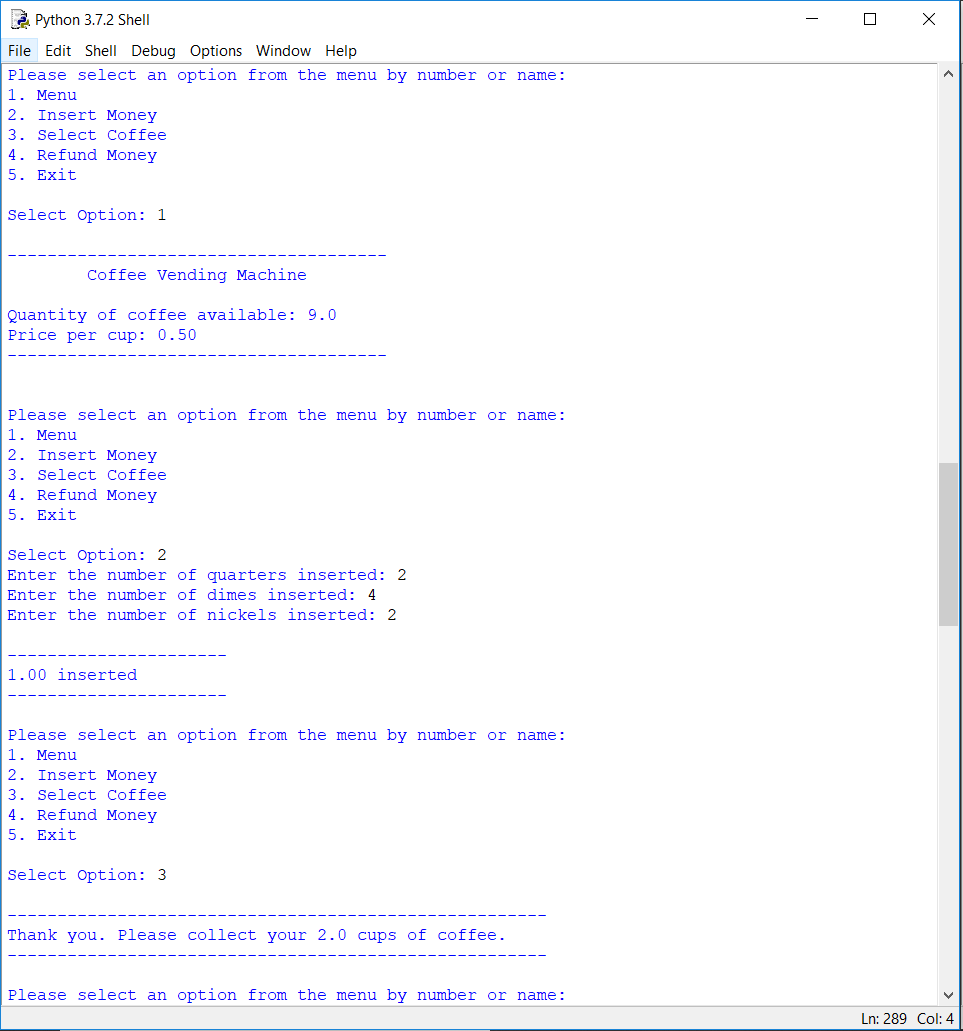 Python 3.7.2 Shell
File Edit Shell Debug Options Window Help
Please select an option from the menu by number or name:
1. Menu
2. Insert Money
3. Select Coffee
4. Refund Money
5. Exit
Select Option: 1
--------------------------------------
Coffee Vending Machine
Quantity of coffee available: 9.0
Price per cup: 0.50
--------------------------------------
Please select an option from the menu by number or name:
1. Menu
2. Insert Money
3. Select Coffee
4. Refund Money
5. Exit
Select Option: 2
Enter the number of quarters inserted: 2
Enter the number of dimes inserted: 4
Enter the number of nickels inserted: 2
----------------------
1.00 inserted
----------------------
Please select an option from the menu by number or name:
1. Menu
2. Insert Money
3. Select Coffee
4. Refund Money
5. Exit
Select Option: 3
------------------------------------------------------
Thank you. Please collect your 2.0 cups of coffee.
------------------------------------------------------
Please select an option from the menu by number or name:
Ln: 289 Col: 4